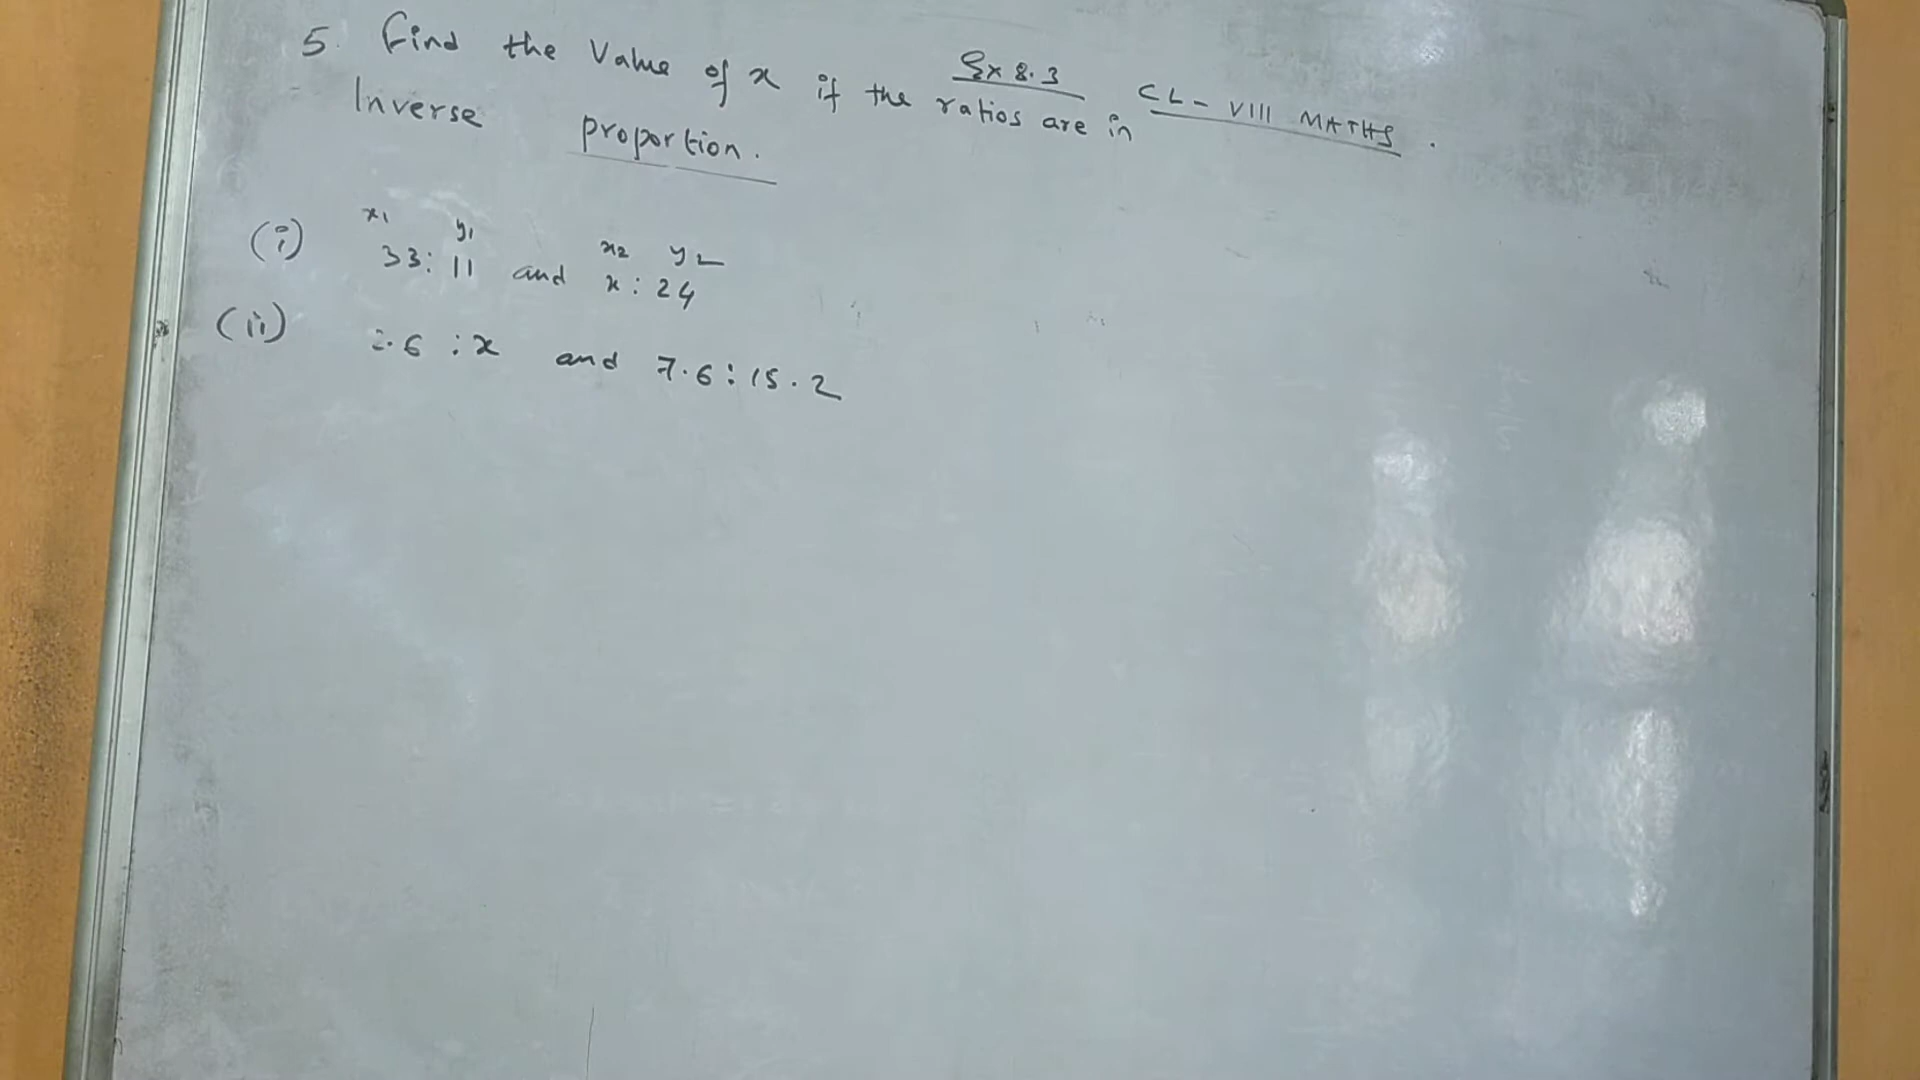 Ex 8.3 CL- VIII MATHS.
5. Find the Value of x if the ratios are in
Inverse proportion.
x1 y1 x2 y2
(i) 33: 11 and x : 24
(ii) .6 : x and 7.6 : 15.2